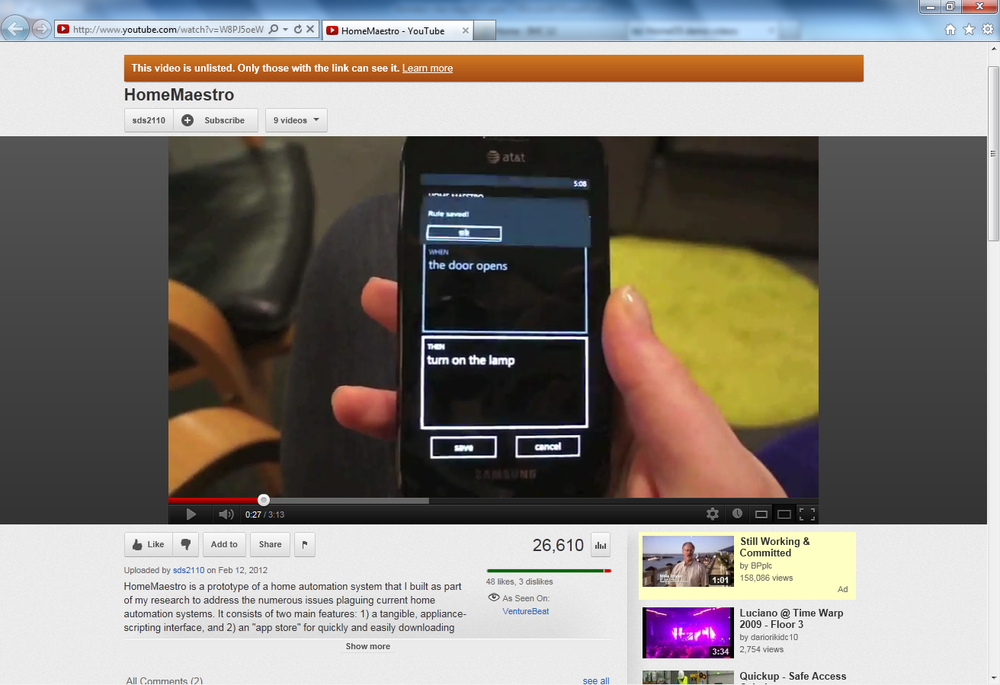 http://www.youtube.com/watch?v=W8PJ5oeW
HomeMaestro - YouTube
This video is unlisted. Only those with the link can see it. Learn more
HomeMaestro
sds2110
Subscribe
9 videos
at&t
5:08
HOME MAESTRO
Rule saved!
ok
WHEN
the door opens
THEN
turn on the lamp
save
cancel
SAMSUNG
0:27 / 3:13
Like
Add to
Share
26,610
Uploaded by sds2110 on Feb 12, 2012
48 likes, 3 dislikes
HomeMaestro is a prototype of a home automation system that I built as part
of my research to address the numerous issues plaguing current home
automation systems. It consists of two main features: 1) a tangible, appliance-
scripting interface, and 2) an "app store" for quickly and easily downloading
Show more
As Seen On:
VentureBeat
All Comments (2)
see all
1:01
Still Working &
Committed
by BPplc
158,086 views
Ad
3:34
Luciano @ Time Warp
2009 - Floor 3
by dariorikidc10
2,754 views
Quickup - Safe Access